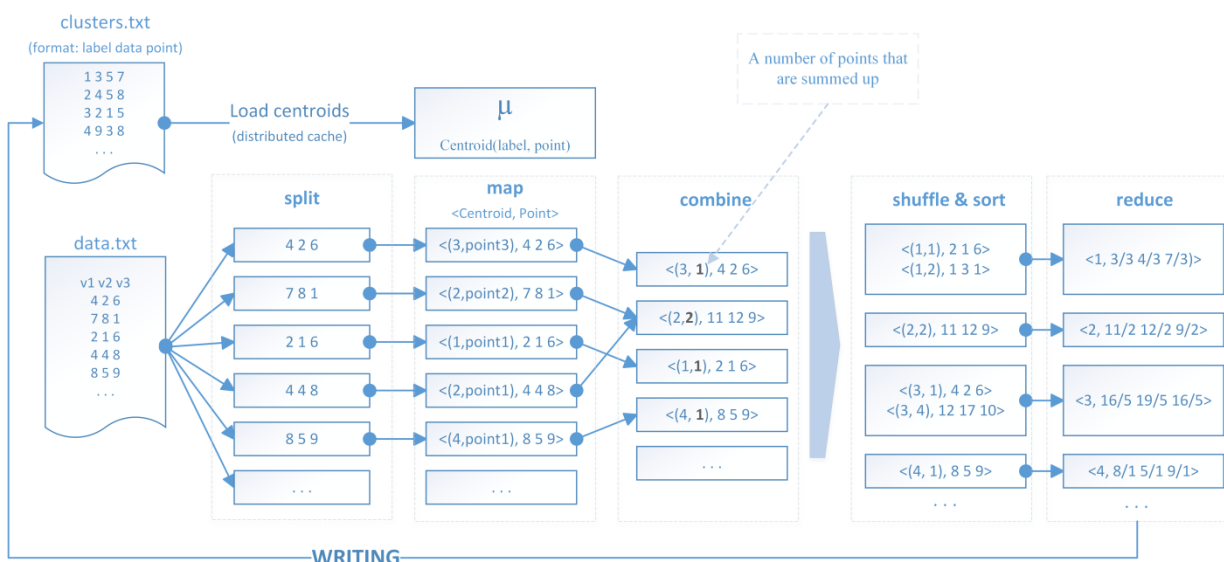 clusters.txt
(format: label data point)
1 3 5 7
2 4 5 8
3 2 1 5
4 9 3 8
. . .
Load centroids
(distributed cache)
μ
Centroid(label, point)
A number of points that
are summed up
data.txt
v1 v2 v3
4 2 6
7 8 1
2 1 6
4 4 8
8 5 9
. . .
split
4 2 6
7 8 1
2 1 6
4 4 8
8 5 9
. . .
map
<Centroid, Point>
<(3,point3), 4 2 6>
<(2,point2), 7 8 1>
<(1,point1), 2 1 6>
<(2,point1), 4 4 8>
<(4,point1), 8 5 9>
. . .
combine
<(3, 1), 4 2 6>
<(2,2), 11 12 9>
<(1,1), 2 1 6>
<(4, 1), 8 5 9>
. . .
shuffle & sort
<(1,1), 2 1 6>
<(1,2), 1 3 1>
<(2,2), 11 12 9>
<(3, 1), 4 2 6>
<(3, 4), 12 17 10>
<(4, 1), 8 5 9>
. . .
reduce
<1, 3/3 4/3 7/3)>
<2, 11/2 12/2 9/2>
<3, 16/5 19/5 16/5>
<4, 8/1 5/1 9/1>
. . .
WRITING